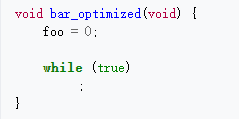 void bar_optimized(void) {
    foo = 0;

    while (true)
        ;
}